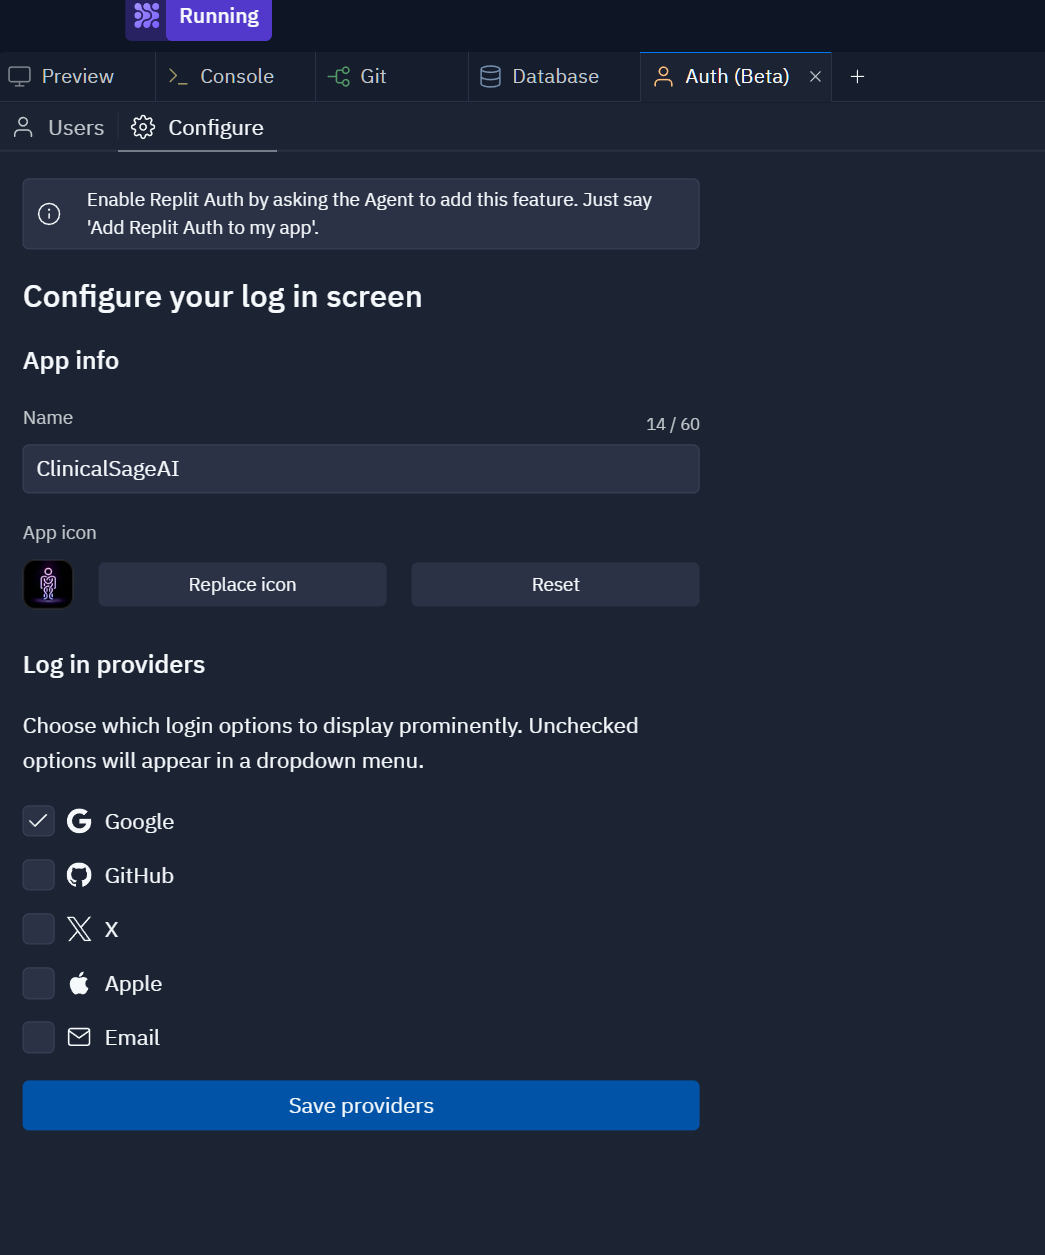 Running
Preview
Console
Git
Database
Auth (Beta)
Users
Configure
Enable Replit Auth by asking the Agent to add this feature. Just say
'Add Replit Auth to my app'.
Configure your log in screen
App info
Name
14 / 60
ClinicalSageAI
App icon
Replace icon
Reset
Log in providers
Choose which login options to display prominently. Unchecked
options will appear in a dropdown menu.
Google
GitHub
X
Apple
Email
Save providers